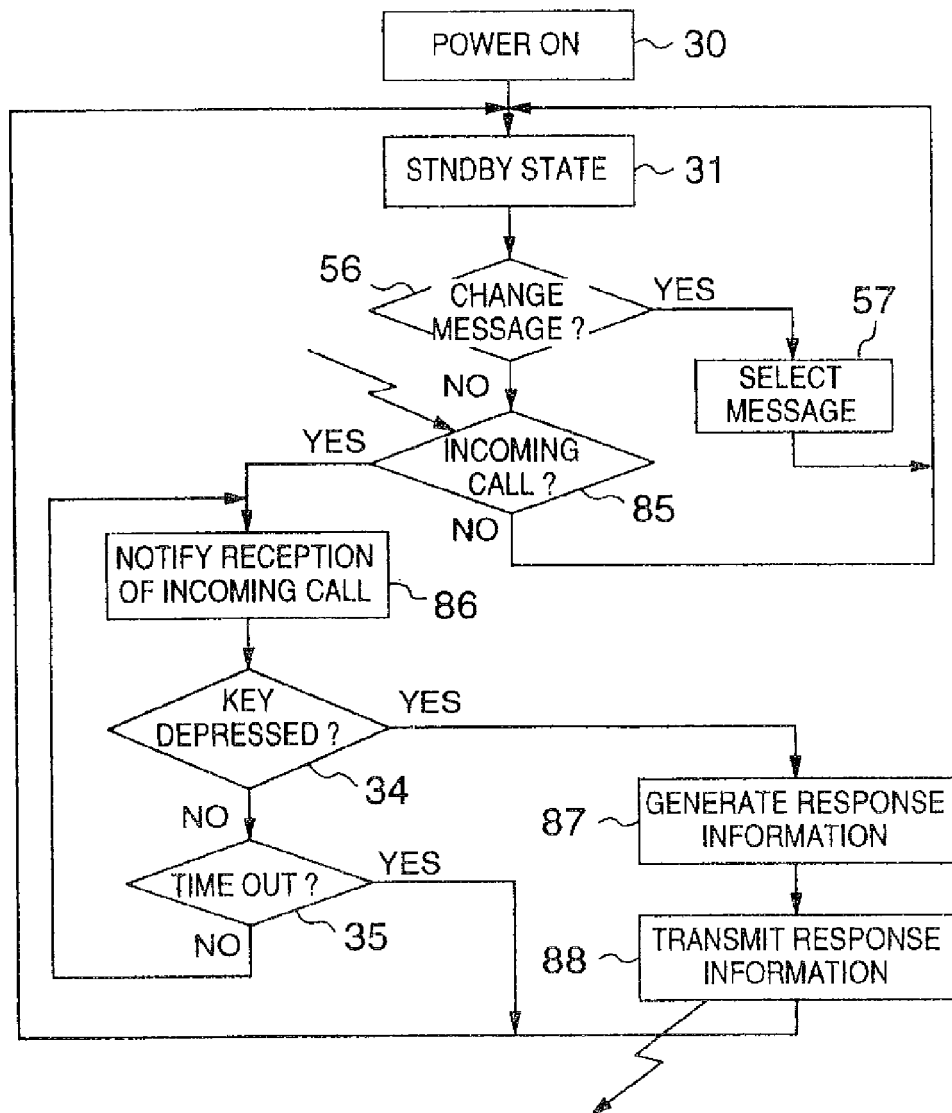 POWER ON
30
STNDBY STATE
31
56
CHANGE
MESSAGE ?
YES
57
SELECT
MESSAGE
NO
YES
INCOMING
CALL ?
85
NO
NOTIFY RECEPTION
OF INCOMING CALL
86
KEY
DEPRESSED ?
YES
34
NO
87
GENERATE RESPONSE
INFORMATION
TIME OUT ?
YES
35
NO
88
TRANSMIT RESPONSE
INFORMATION